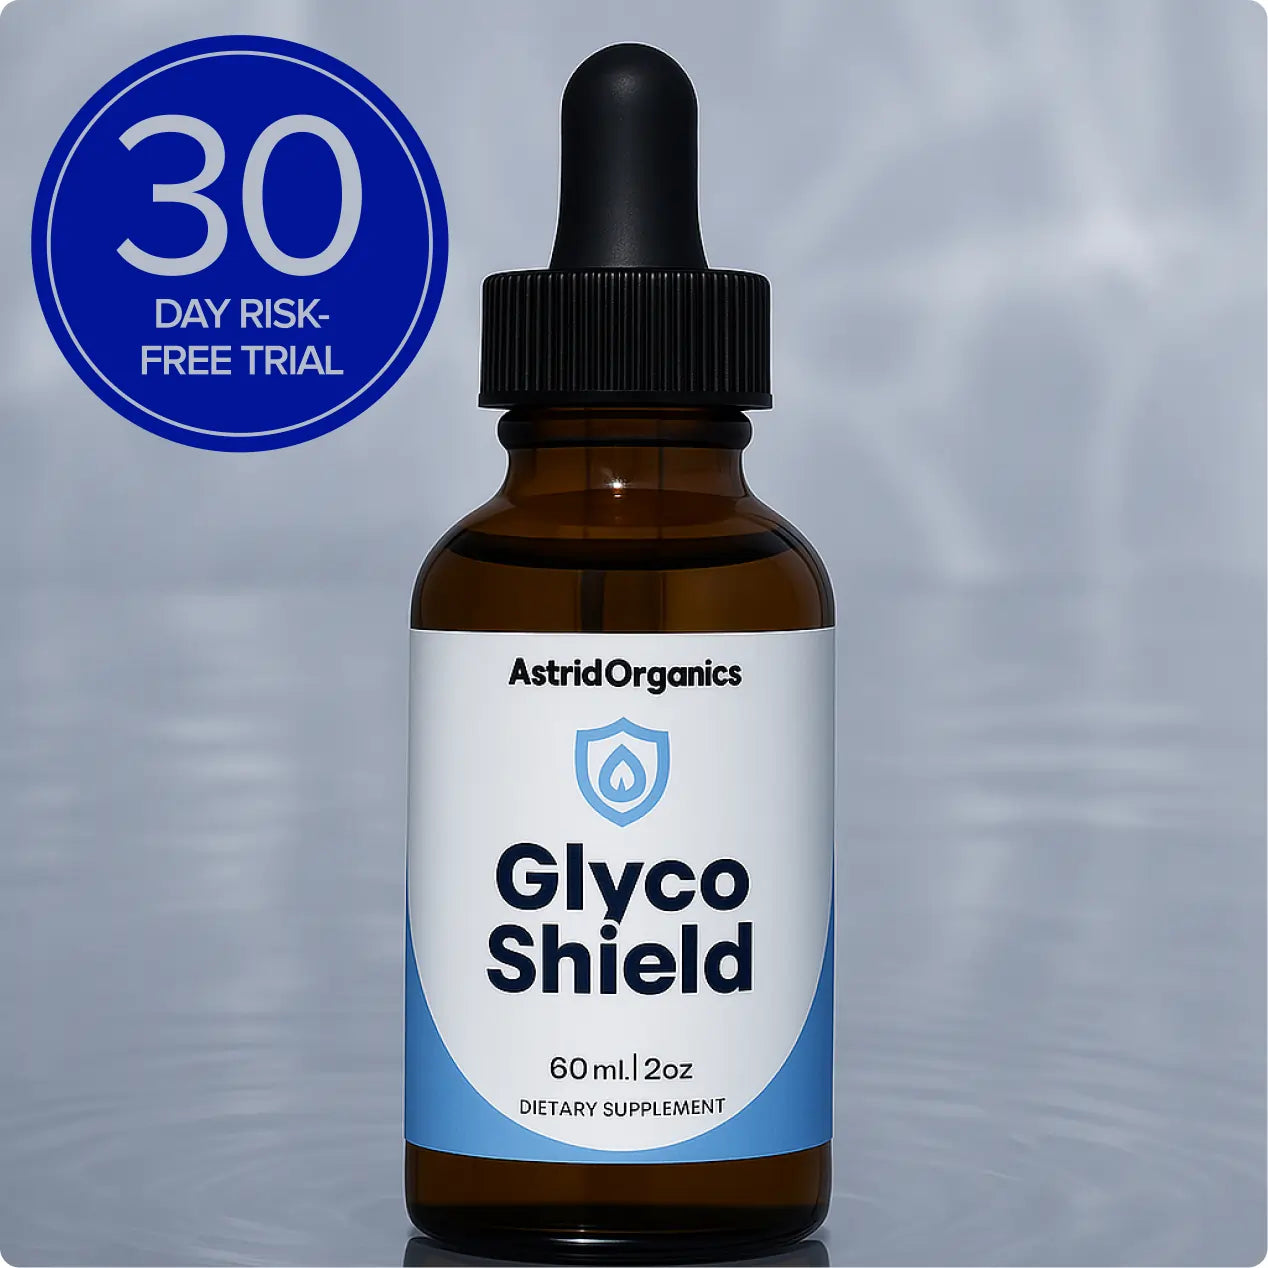 30
DAY RISK-
FREE TRIAL
AstridOrganics
Glyco
Shield
60 ml.| 2oz
DIETARY SUPPLEMENT